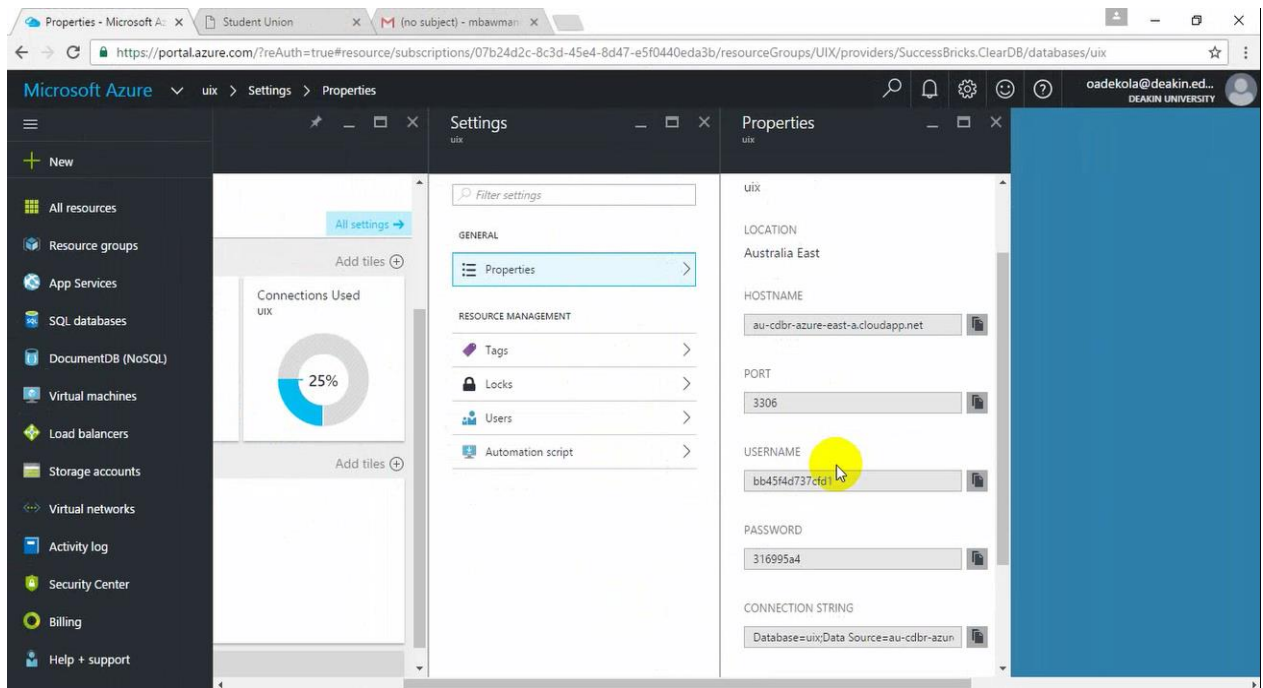 Properties - Microsoft A
Student Union
(no subject) - mbawman
https://portal.azure.com/?reAuth=true#resource/subscriptions/07b24d2c-8c3d-45e4-8d47-e5f0440eda3b/resourceGroups/UIX/providers/SuccessBricks.ClearDB/databases/uix
Microsoft Azure uix > Settings > Properties
oadekola@deakin.ed...
DEAKIN UNIVERSITY
New
All resources
Resource groups
App Services
SQL databases
DocumentDB (NoSQL)
Virtual machines
Load balancers
Storage accounts
Virtual networks
Activity log
Security Center
Billing
Help + support
All settings
Add tiles
Connections Used
uix
25%
Add tiles
Settings
uix
Filter settings
GENERAL
Properties
RESOURCE MANAGEMENT
Tags
Locks
Users
Automation script
Properties
uix
uix
LOCATION
Australia East
HOSTNAME
au-cdbr-azure-east-a.cloudapp.net
PORT
3306
USERNAME
bb45f4d737cfd1
PASSWORD
316995a4
CONNECTION STRING
Database=uix;Data Source=au-cdbr-azur